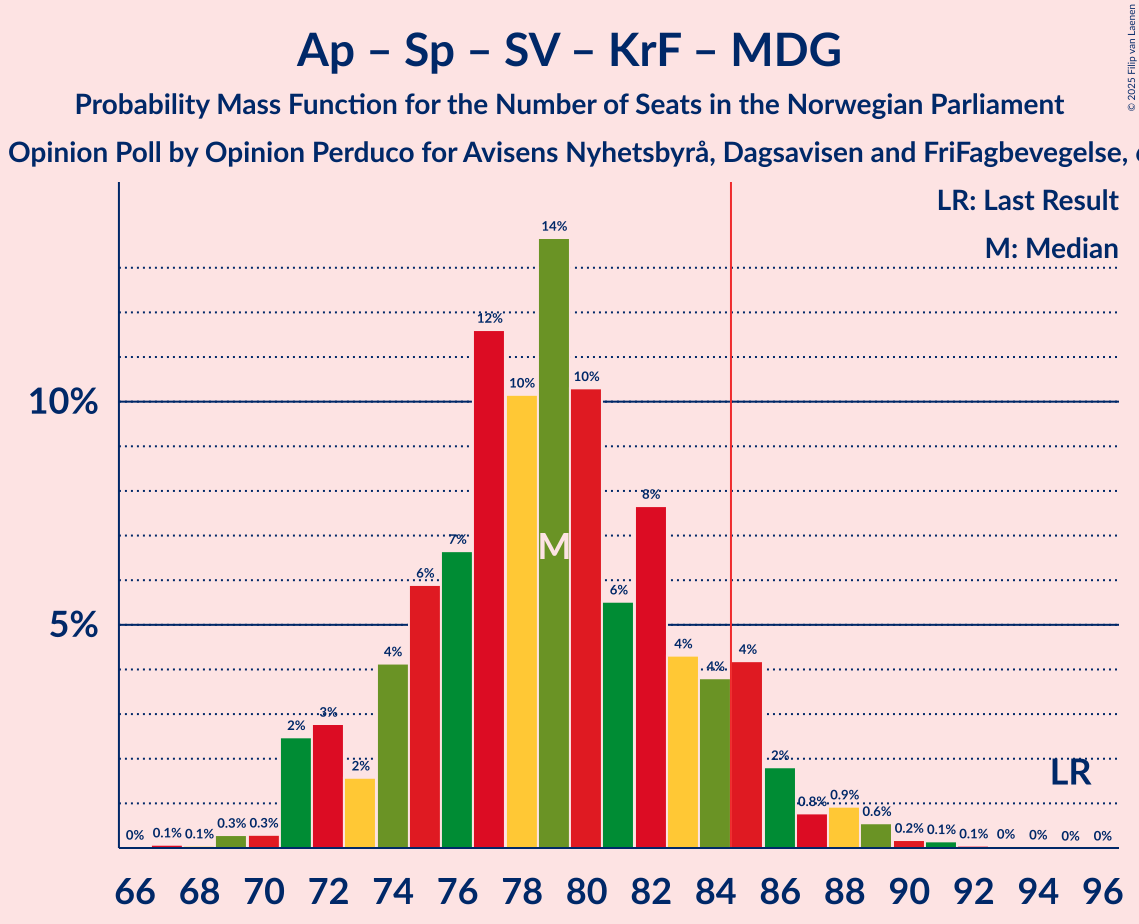 Ap – Sp – SV – KrF – MDG
Probability Mass Function for the Number of Seats in the Norwegian Parliament
Opinion Poll by Opinion Perduco for Avisens Nyhetsbyrå, Dagsavisen and FriFagbevegelse,
© 2025 Filip van Laenen
LR: Last Result
M: Median
10%
5%
0% 0.1% 0.1% 0.3% 0.3% 2% 3% 2% 4% 6% 7% 12% 10% 14% 10% 6% 8% 4% 4% 4% 2% 0.8% 0.9% 0.6% 0.2% 0.1% 0.1% 0% 0% 0% 0%
M
LR
66 68 70 72 74 76 78 80 82 84 86 88 90 92 94 96